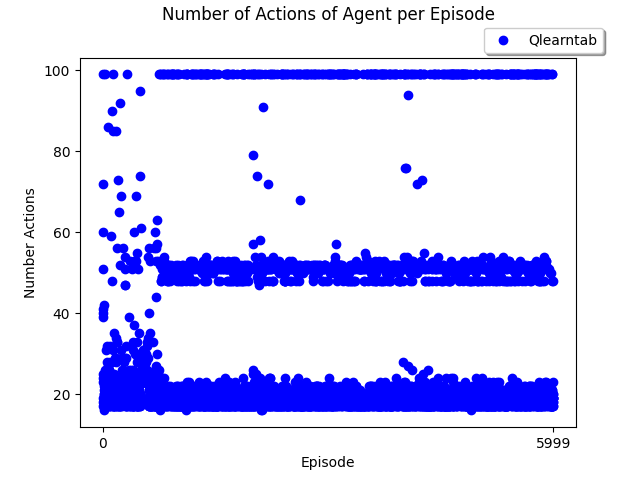 Number of Actions of Agent per Episode
Qlearntab
100
80
60
40
20
Number Actions
0
5999
Episode